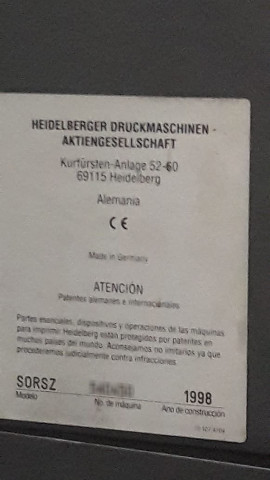 HEIDELBERGER DRUCKMASCHINEN -
AKTIENGESELLSCHAFT
Kurfürsten-Anlage 52-60
69115 Heidelberg
Alemania
CE
Made in Germany
ATENCIÓN
Patentes alemanes e internacionales
Partes esenciales, dispositivos y operaciones de las máquinas
para imprimir Heidelberg están protegidos por patentes en
muchos países del mundo. Aconsejamos no imitarlos ya que
procederemos judicialmente contra infracciones.
SORSZ 1998
Modelo No. de máquina Año de construcción